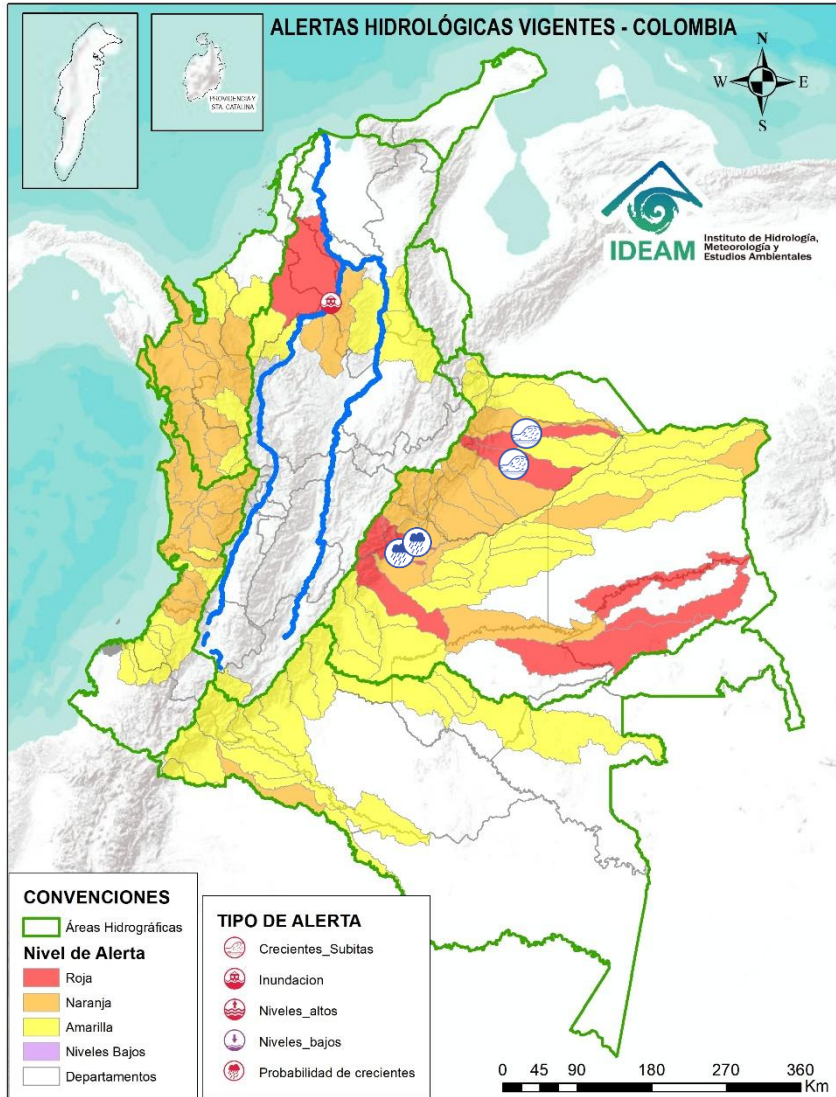 ALERTAS HIDROLÓGICAS VIGENTES - COLOMBIA
PROVIDENCIA Y
STA. CATALINA
N
W
E
S
IDEAM
Instituto de Hidrología,
Meteorología y
Estudios Ambientales
CONVENCIONES
Áreas Hidrográficas
Nivel de Alerta
Roja
Naranja
Amarilla
Niveles Bajos
Departamentos
TIPO DE ALERTA
Crecientes_Subitas
Inundacion
Niveles_altos
Niveles_bajos
Probabilidad de crecientes
0 45 90 180 270 360
Km